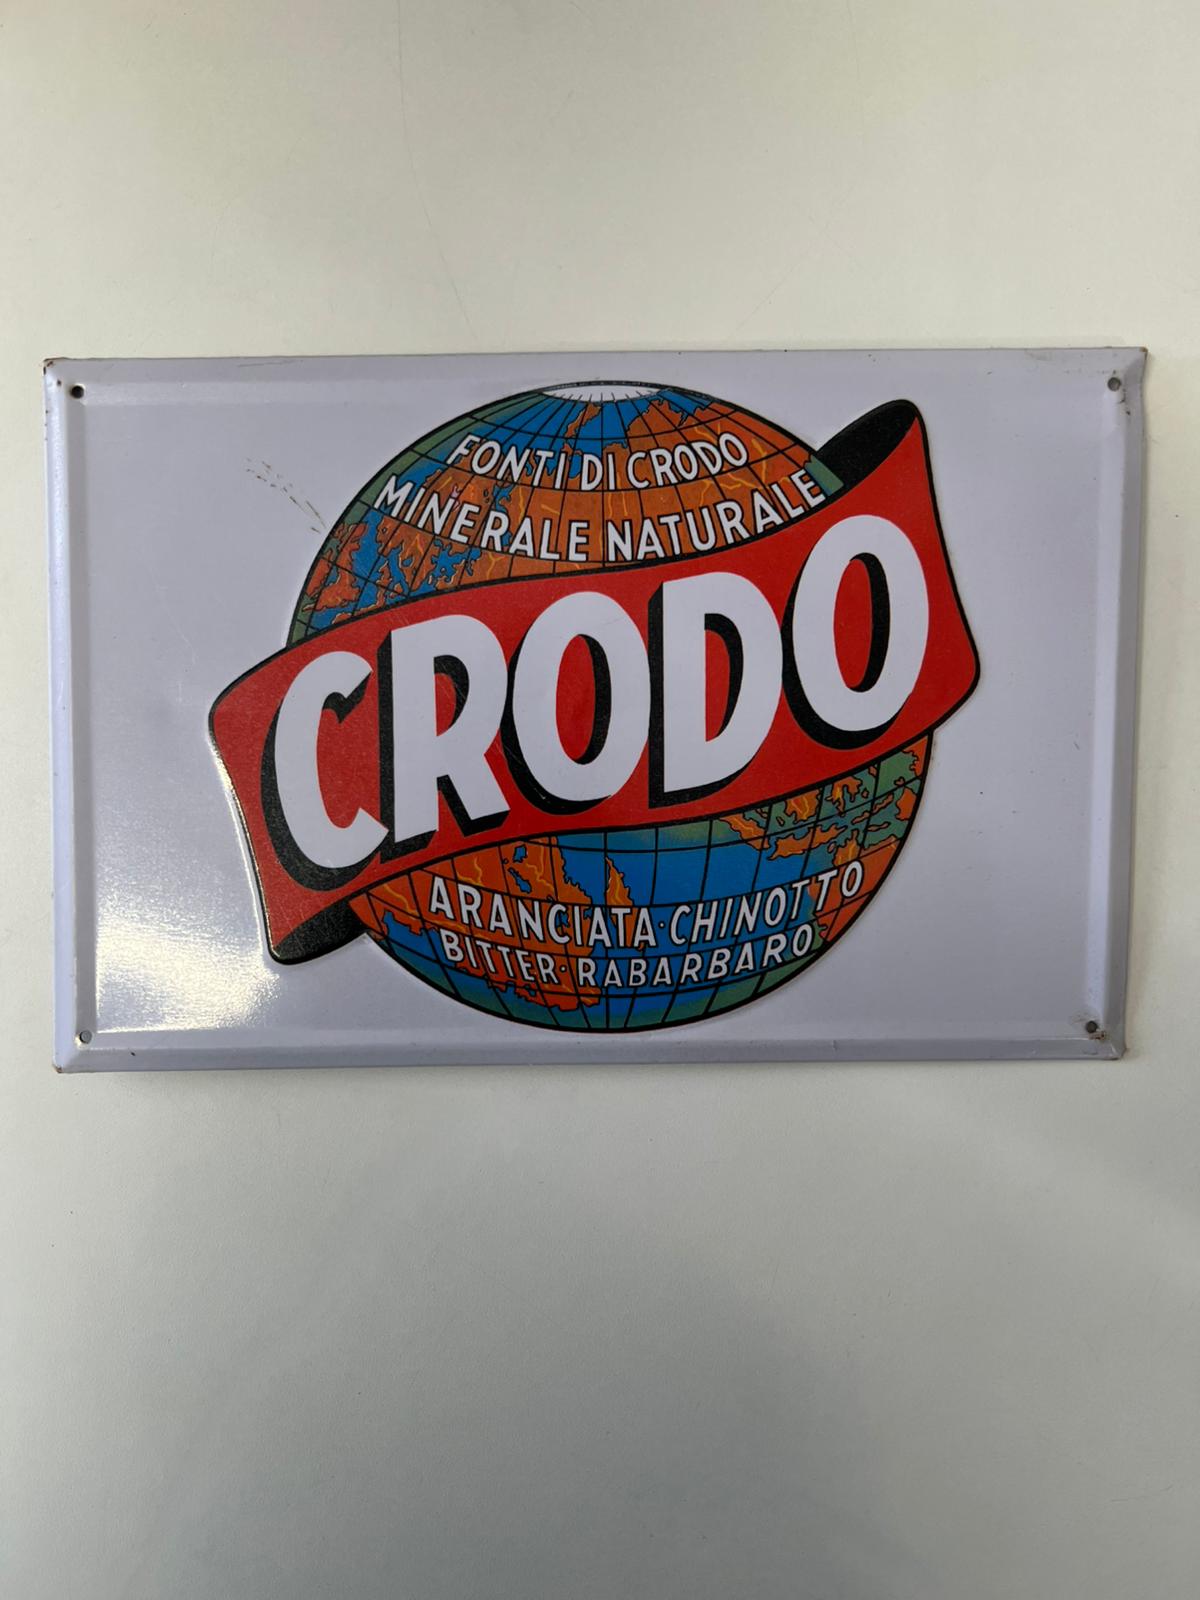 FONTI DI CRODO
MINERALE NATURALE
CRODO
ARANCIATA·CHINOTTO
BITTER·RABARBARO